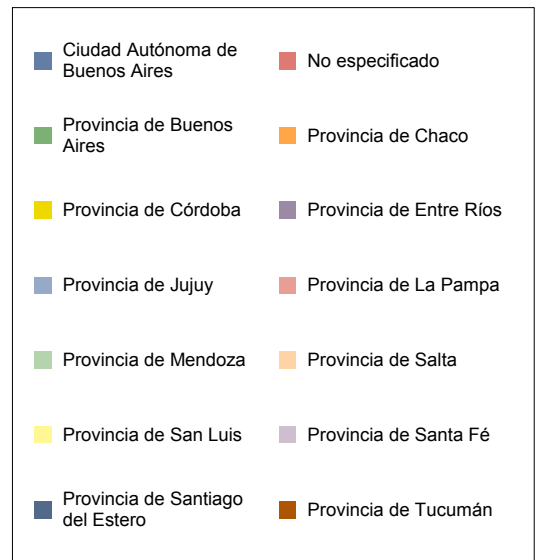 Ciudad Autónoma de
Buenos Aires
No especificado
Provincia de Buenos
Aires
Provincia de Chaco
Provincia de Córdoba
Provincia de Entre Ríos
Provincia de Jujuy
Provincia de La Pampa
Provincia de Mendoza
Provincia de Salta
Provincia de San Luis
Provincia de Santa Fé
Provincia de Santiago
del Estero
Provincia de Tucumán